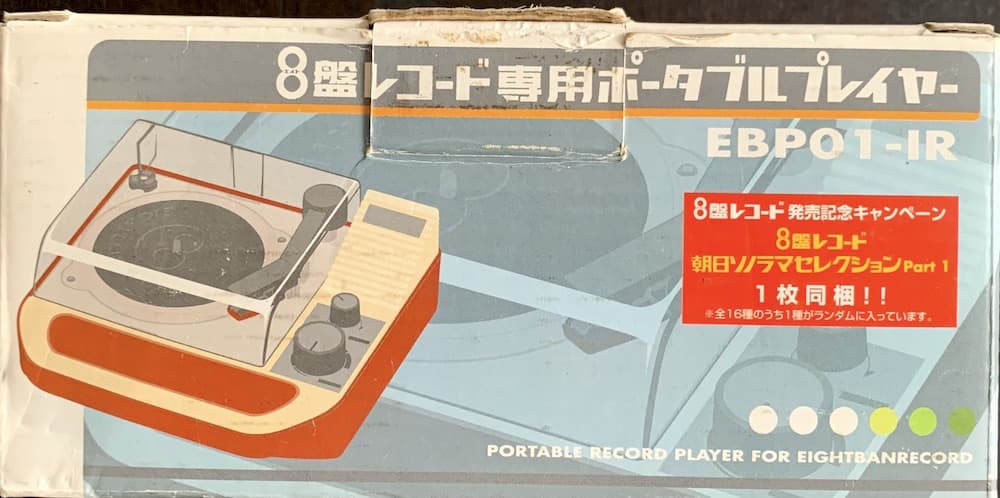 8盤レコード専用ポータブルプレイヤー
エイト
EBP01-IR
8盤レコード発売記念キャンペーン
8盤レコード
朝日ソノラマセレクションPart 1
1枚同梱!!
※全16種のうち1種がランダムに入っています。
PORTABLE RECORD PLAYER FOR EIGHTBANRECORD